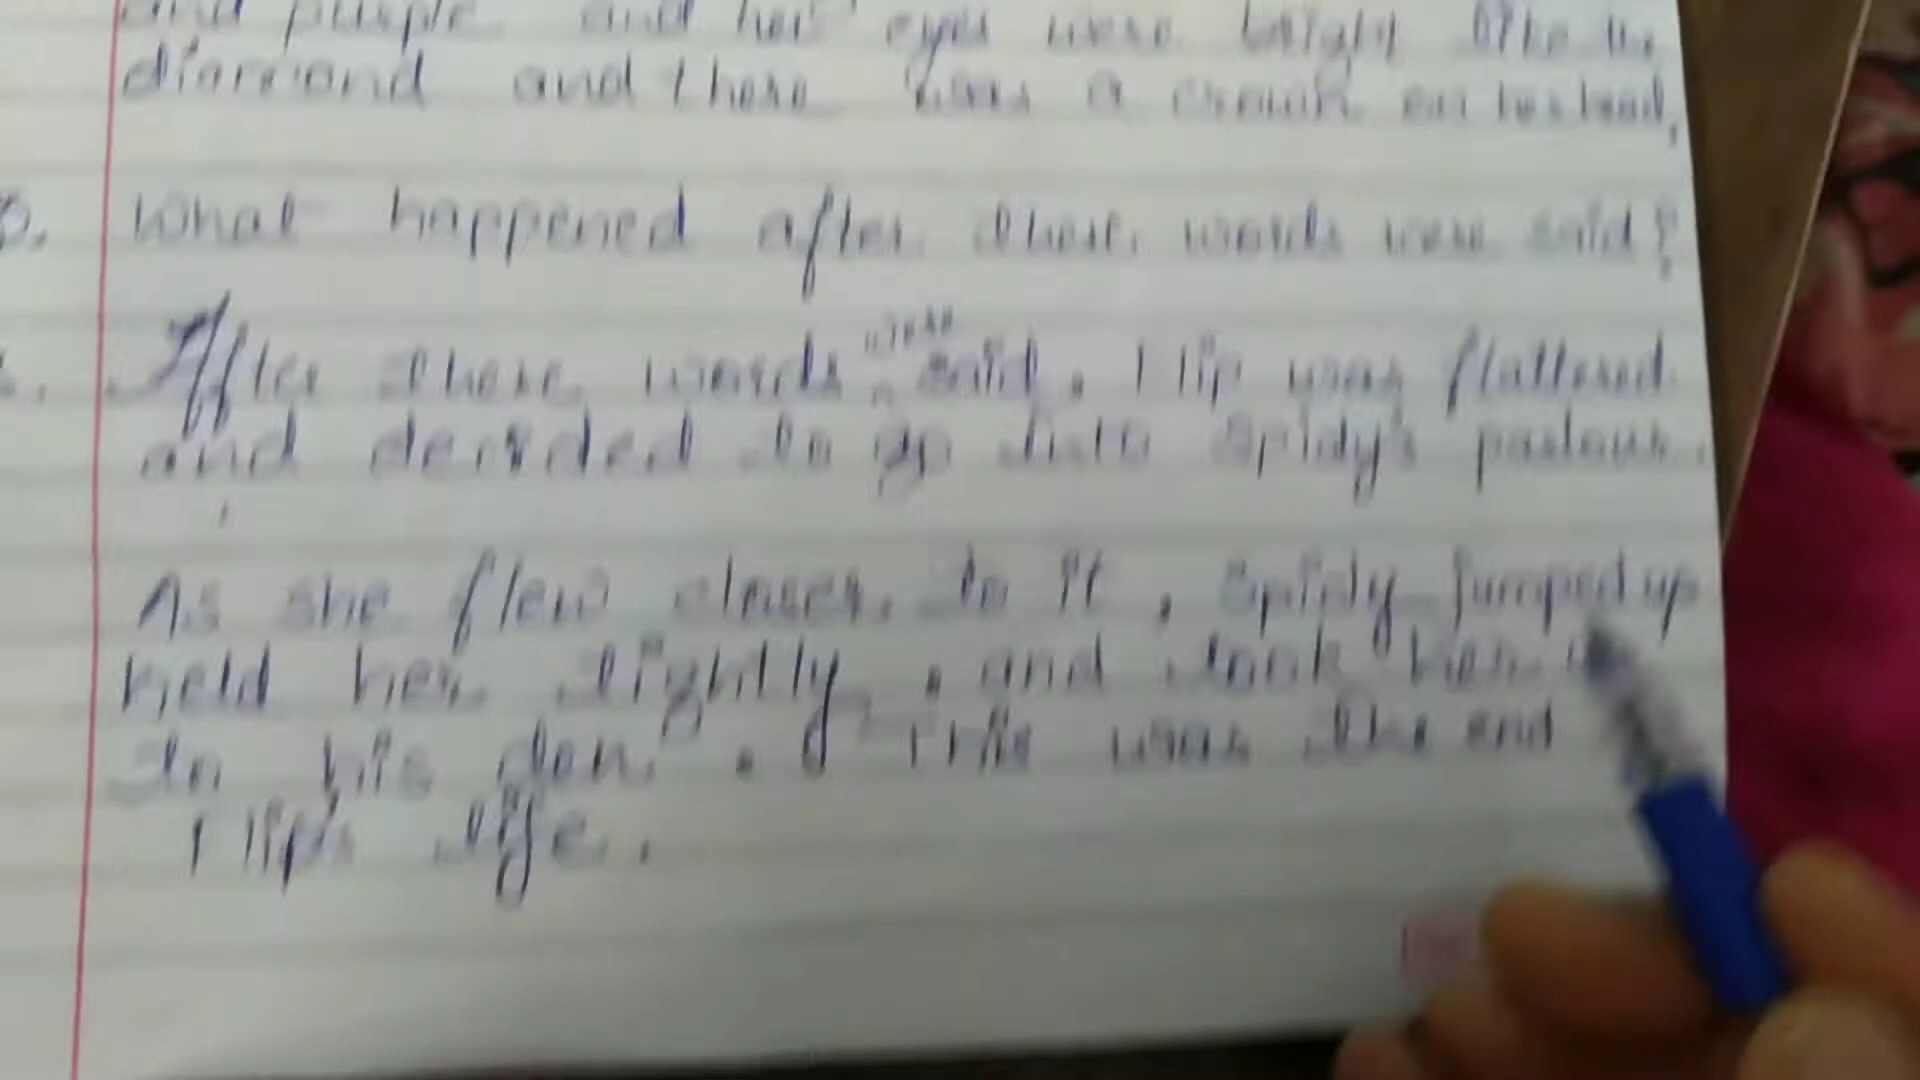 and purple and her eyes were bright like the
diamond and there was a crown on her head,
What happened after these words were said?
After these words were said, Flip was flattered
and decided to go into Spidy's parlour.
As she flew closer to it, Spidy jumped up
held her tightly, and took her
to his den. This was the end
Flip's life.